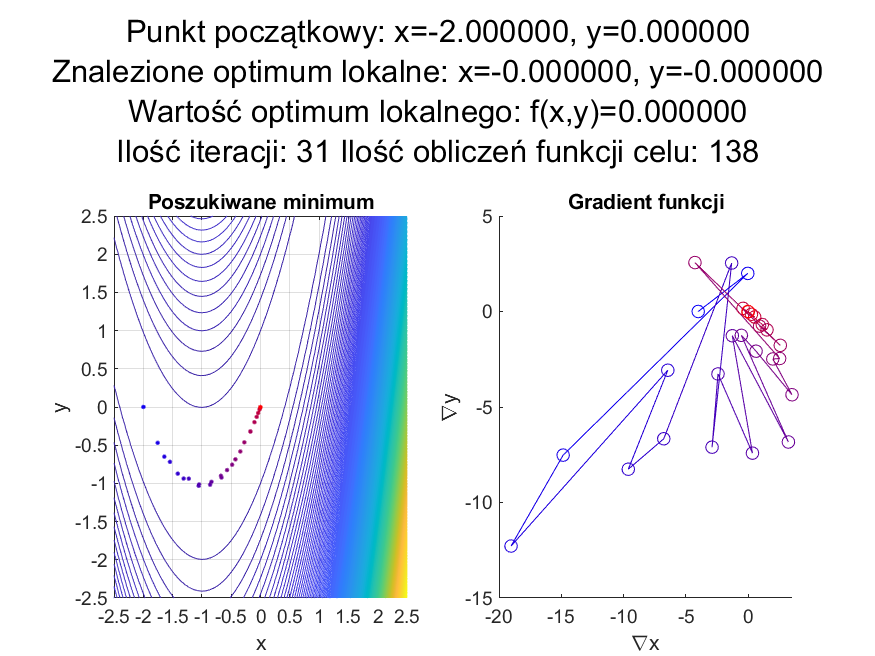 Punkt początkowy: x=-2.000000, y=0.000000
Znalezione optimum lokalne: x=-0.000000, y=-0.000000
Wartość optimum lokalnego: f(x,y)=0.000000
Ilość iteracji: 31 Ilość obliczeń funkcji celu: 138
Poszukiwane minimum
2.5
2
1.5
1
0.5
0
-0.5
-1
-1.5
-2
-2.5
y
-2.5 -2 -1.5 -1 -0.5 0 0.5 1 1.5 2 2.5
x
Gradient funkcji
5
0
-5
-10
-15
∇y
-20 -15 -10 -5 0
∇x